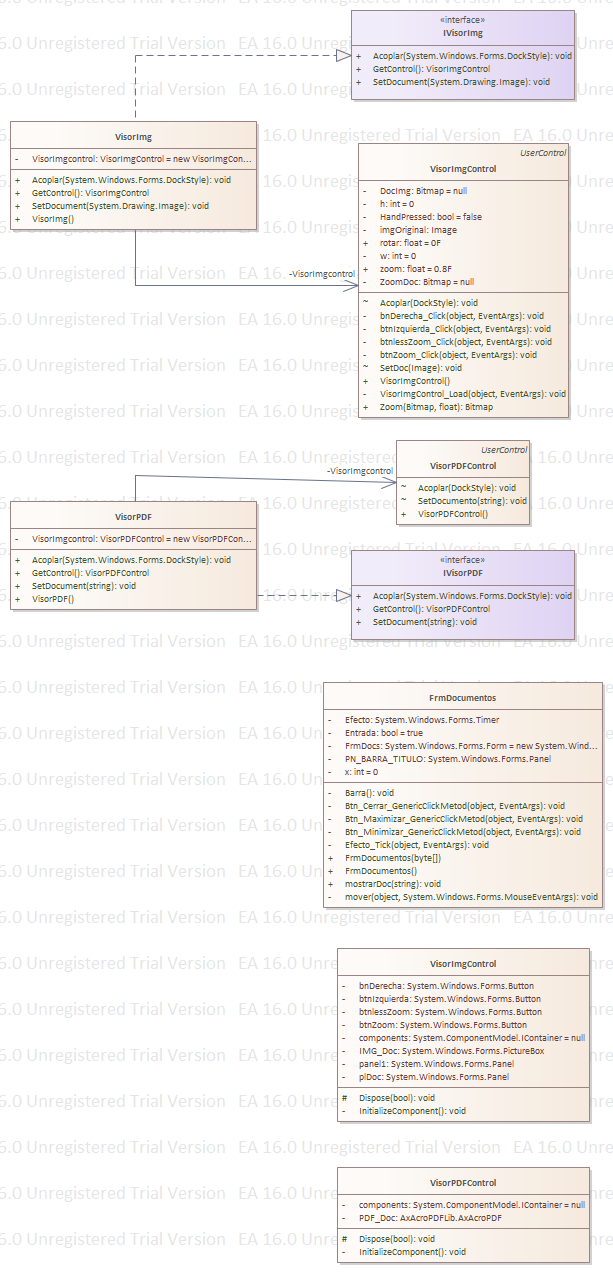 «interface»
IVisorImg
+ Acoplar(System.Windows.Forms.DockStyle): void
+ GetControl(): VisorImgControl
+ SetDocument(System.Drawing.Image): void
VisorImg
- VisorImgcontrol: VisorImgControl = new VisorImgCon...
+ Acoplar(System.Windows.Forms.DockStyle): void
+ GetControl(): VisorImgControl
+ SetDocument(System.Drawing.Image): void
+ VisorImg()
-VisorImgcontrol
UserControl
VisorImgControl
- DocImg: Bitmap = null
- h: int = 0
- HandPressed: bool = false
- imgOriginal: Image
+ rotar: float = 0F
- w: int = 0
+ zoom: float = 0.8F
- ZoomDoc: Bitmap = null
~ Acoplar(DockStyle): void
- bnDerecha_Click(object, EventArgs): void
- btnIzquierda_Click(object, EventArgs): void
- btnlessZoom_Click(object, EventArgs): void
- btnZoom_Click(object, EventArgs): void
~ SetDoc(Image): void
+ VisorImgControl()
- VisorImgControl_Load(object, EventArgs): void
+ Zoom(Bitmap, float): Bitmap
-VisorImgcontrol
UserControl
VisorPDFControl
~ Acoplar(DockStyle): void
~ SetDocumento(string): void
+ VisorPDFControl()
VisorPDF
- VisorImgcontrol: VisorPDFControl = new VisorPDFCon...
+ Acoplar(System.Windows.Forms.DockStyle): void
+ GetControl(): VisorPDFControl
+ SetDocument(string): void
+ VisorPDF()
«interface»
IVisorPDF
+ Acoplar(System.Windows.Forms.DockStyle): void
+ GetControl(): VisorPDFControl
+ SetDocument(string): void
FrmDocumentos
- Efecto: System.Windows.Forms.Timer
- Entrada: bool = true
- FrmDocs: System.Windows.Forms.Form = new System.Wind...
- PN_BARRA_TITULO: System.Windows.Forms.Panel
- x: int = 0
- Barra(): void
- Btn_Cerrar_GenericClickMetod(object, EventArgs): void
- Btn_Maximizar_GenericClickMetod(object, EventArgs): void
- Btn_Minimizar_GenericClickMetod(object, EventArgs): void
- Efecto_Tick(object, EventArgs): void
+ FrmDocumentos(byte[])
+ FrmDocumentos()
+ mostrarDoc(string): void
- mover(object, System.Windows.Forms.MouseEventArgs): void
VisorImgControl
- bnDerecha: System.Windows.Forms.Button
- btnIzquierda: System.Windows.Forms.Button
- btnlessZoom: System.Windows.Forms.Button
- btnZoom: System.Windows.Forms.Button
- components: System.ComponentModel.IContainer = null
- IMG_Doc: System.Windows.Forms.PictureBox
- panel1: System.Windows.Forms.Panel
- plDoc: System.Windows.Forms.Panel
# Dispose(bool): void
- InitializeComponent(): void
VisorPDFControl
- components: System.ComponentModel.IContainer = null
- PDF_Doc: AxAcroPDFLib.AxAcroPDF
# Dispose(bool): void
- InitializeComponent(): void